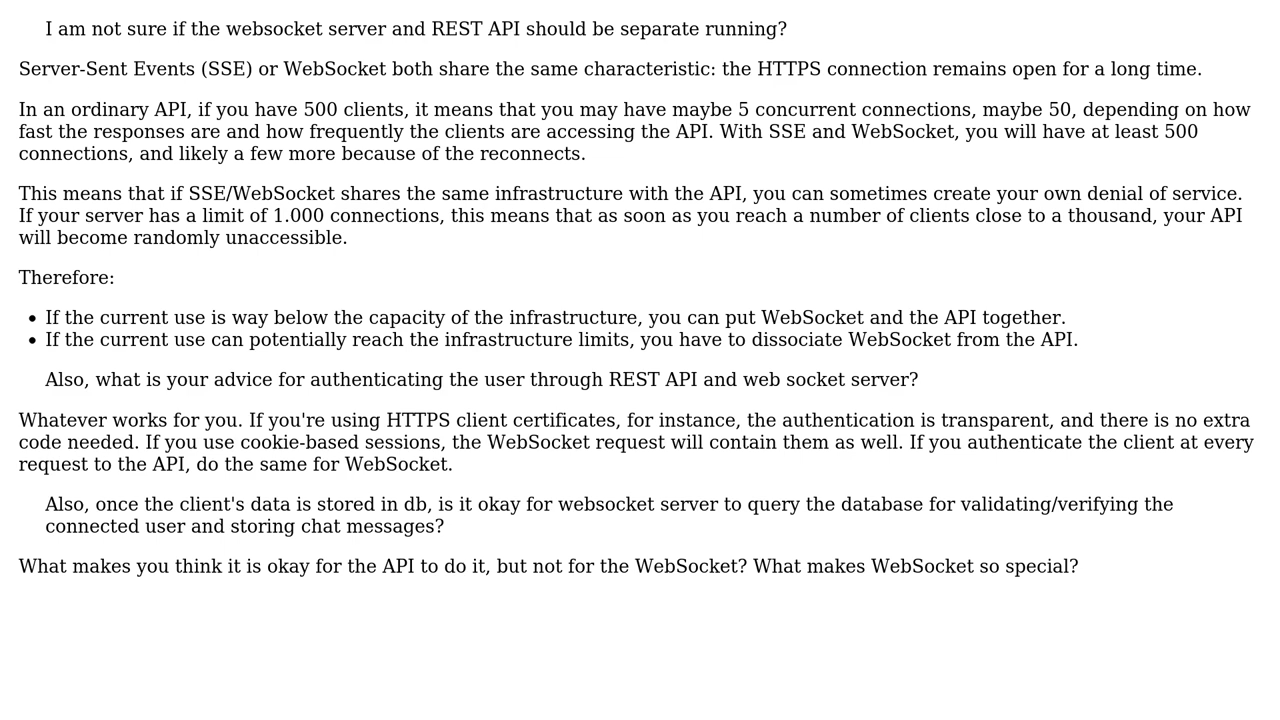 I am not sure if the websocket server and REST API should be separate running?
Server-Sent Events (SSE) or WebSocket both share the same characteristic: the HTTPS connection remains open for a long time.
In an ordinary API, if you have 500 clients, it means that you may have maybe 5 concurrent connections, maybe 50, depending on how
fast the responses are and how frequently the clients are accessing the API. With SSE and WebSocket, you will have at least 500
connections, and likely a few more because of the reconnects.
This means that if SSE/WebSocket shares the same infrastructure with the API, you can sometimes create your own denial of service.
If your server has a limit of 1.000 connections, this means that as soon as you reach a number of clients close to a thousand, your API
will become randomly unaccessible.
Therefore:
• If the current use is way below the capacity of the infrastructure, you can put WebSocket and the API together.
• If the current use can potentially reach the infrastructure limits, you have to dissociate WebSocket from the API.
Also, what is your advice for authenticating the user through REST API and web socket server?
Whatever works for you. If you're using HTTPS client certificates, for instance, the authentication is transparent, and there is no extra
code needed. If you use cookie-based sessions, the WebSocket request will contain them as well. If you authenticate the client at every
request to the API, do the same for WebSocket.
Also, once the client's data is stored in db, is it okay for websocket server to query the database for validating/verifying the
connected user and storing chat messages?
What makes you think it is okay for the API to do it, but not for the WebSocket? What makes WebSocket so special?